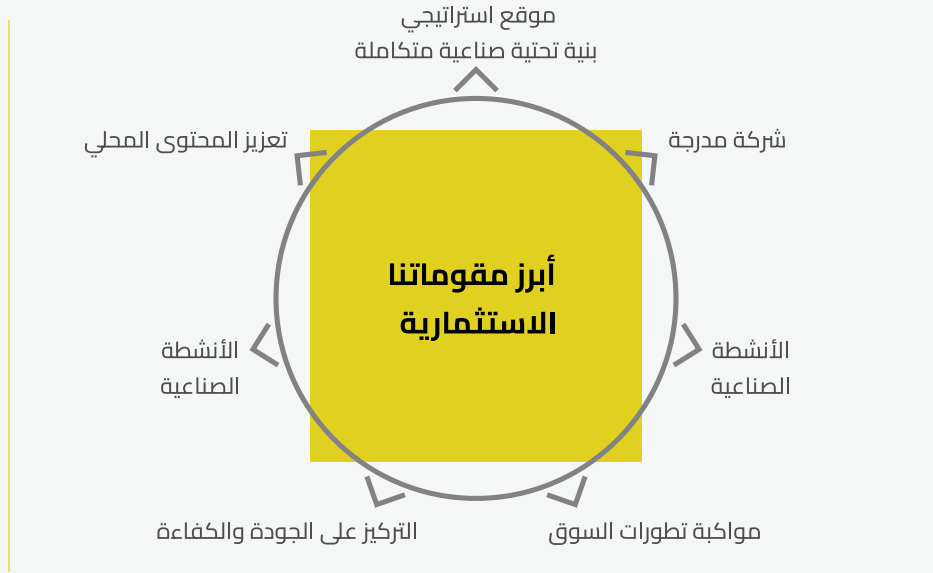 موقع استراتيجي
بنية تحتية صناعية متكاملة
شركة مدرجة
تعزيز المحتوى المحلي
أبرز مقوماتنا
الاستثمارية
الأنشطة
الصناعية
الأنشطة
الصناعية
مواكبة تطورات السوق
التركيز على الجودة والكفاءة